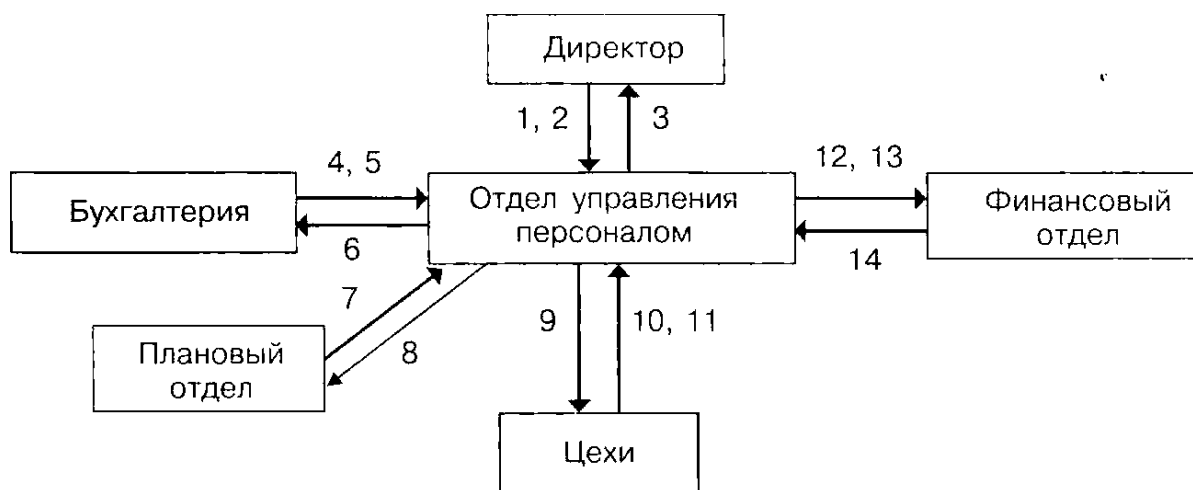 Директор
1, 2
3
4, 5
12, 13
Бухгалтерия
Отдел управления
персоналом
Финансовый
отдел
6
14
7
8
9
10, 11
Плановый
отдел
Цехи